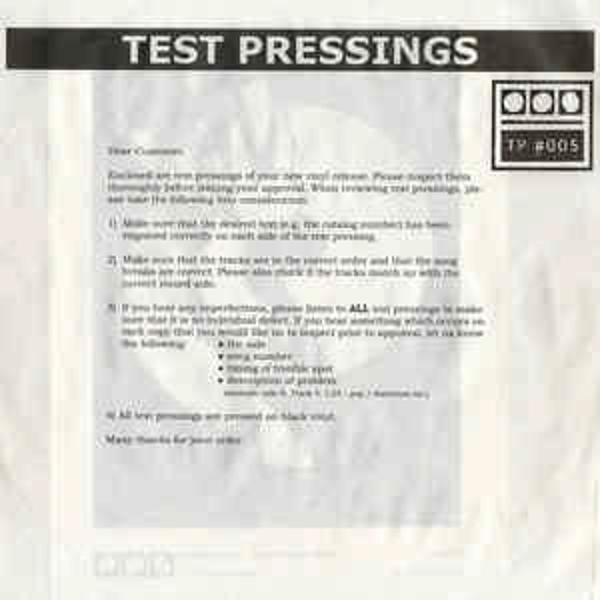 TEST PRESSINGS
TP #005
Dear Customer,
Enclosed are test pressings of your new vinyl release. Please inspect them
thoroughly before issuing your approval. When reviewing test pressings, ple-
ase take the following into consideration:
1) Make sure that the desired text (e.g. the catalog number) has been
engraved correctly on each side of the test pressing.
2) Make sure that the tracks are in the correct order and that the song
breaks are correct. Please also check if the tracks match up with the
correct record side.
3) If you hear any imperfections, please listen to ALL test pressings to make
sure that it is no individual defect. If you hear something which occurs on
each copy that you would like us to inspect prior to approval, let us know
the following:
• the side
• song number
• timing of trouble spot
• description of problem
4) All test pressings are pressed on black vinyl.
Many thanks for your order